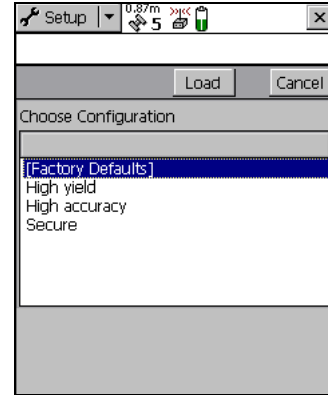 Setup 0.87m 5
Load Cancel
Choose Configuration
[Factory Defaults]
High yield
High accuracy
Secure